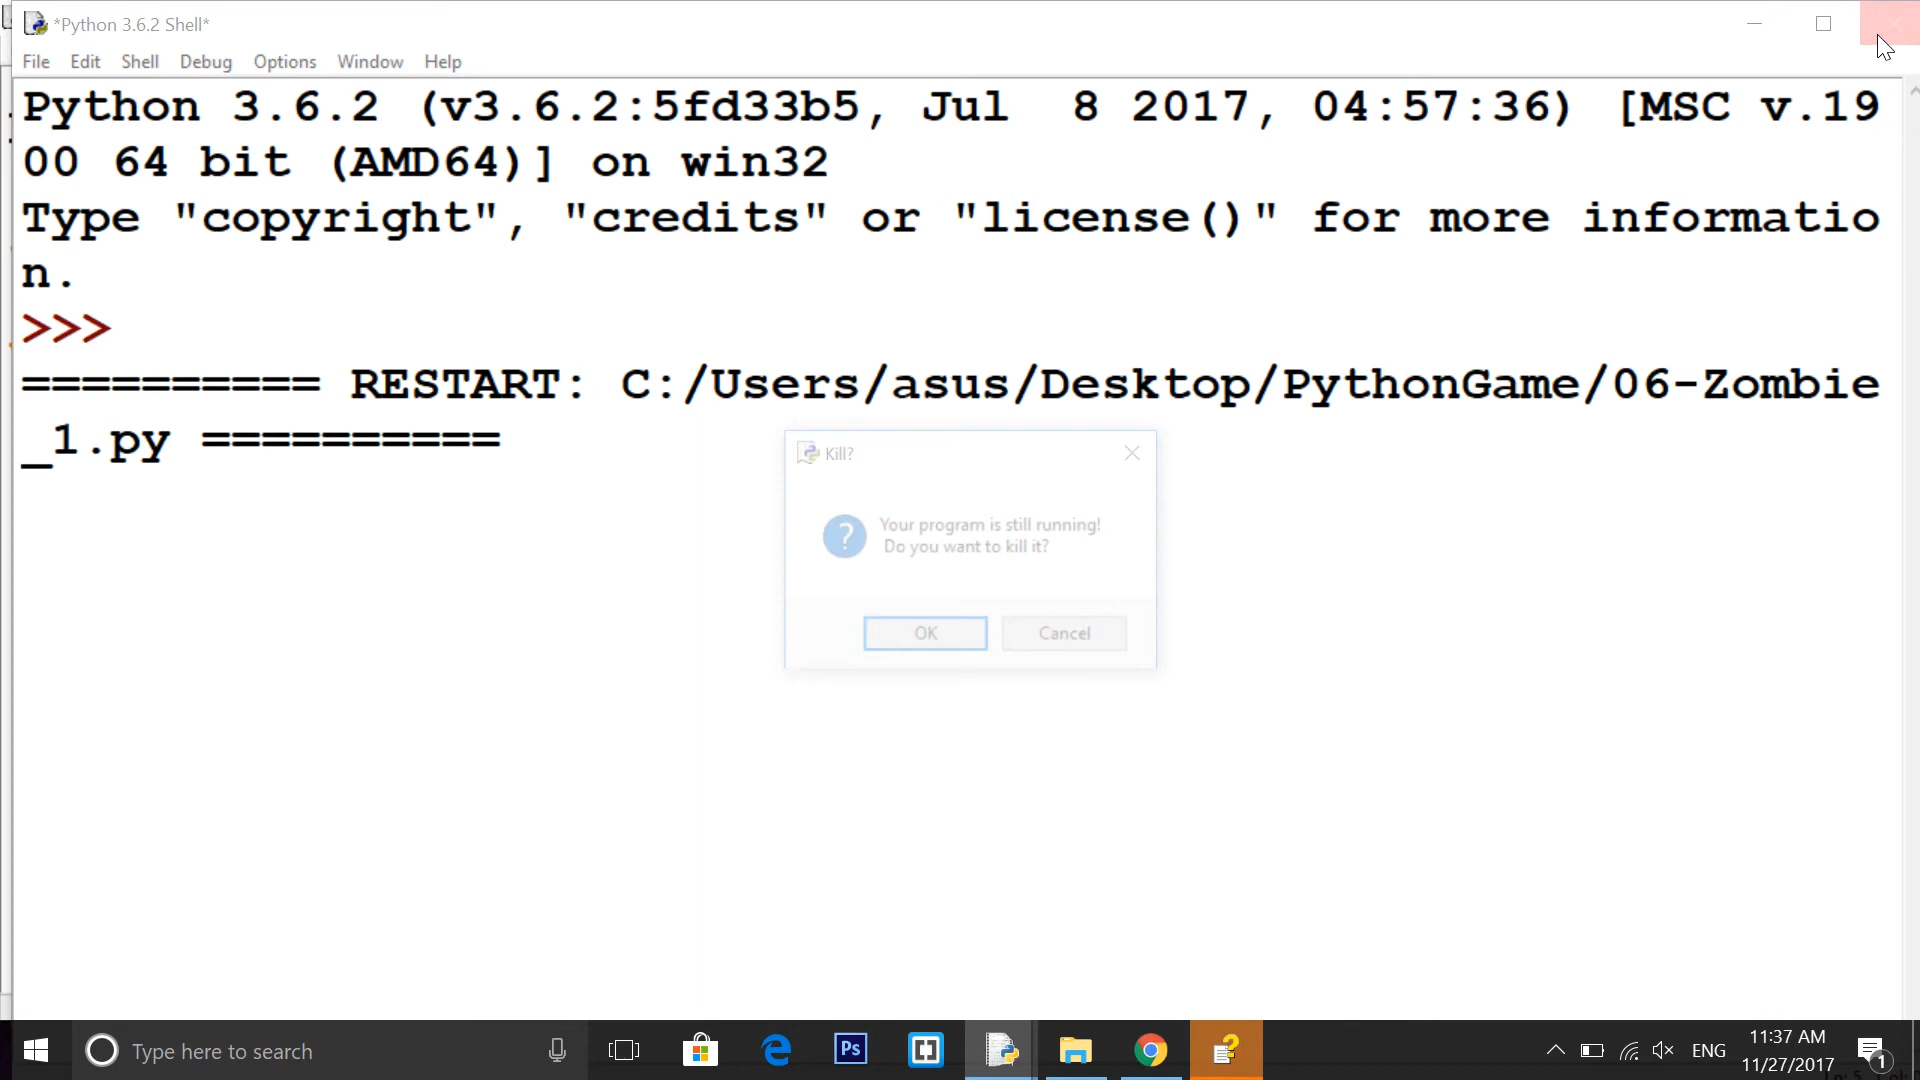 *Python 3.6.2 Shell*
File Edit Shell Debug Options Window Help
Python 3.6.2 (v3.6.2:5fd33b5, Jul  8 2017, 04:57:36) [MSC v.19
00 64 bit (AMD64)] on win32
Type "copyright", "credits" or "license()" for more informatio
n.
>>>
========== RESTART: C:/Users/asus/Desktop/PythonGame/06-Zombie
_1.py ==========
Kill?
Your program is still running!
Do you want to kill it?
OK Cancel
Type here to search
Ps
ENG
11:37 AM
11/27/2017
1